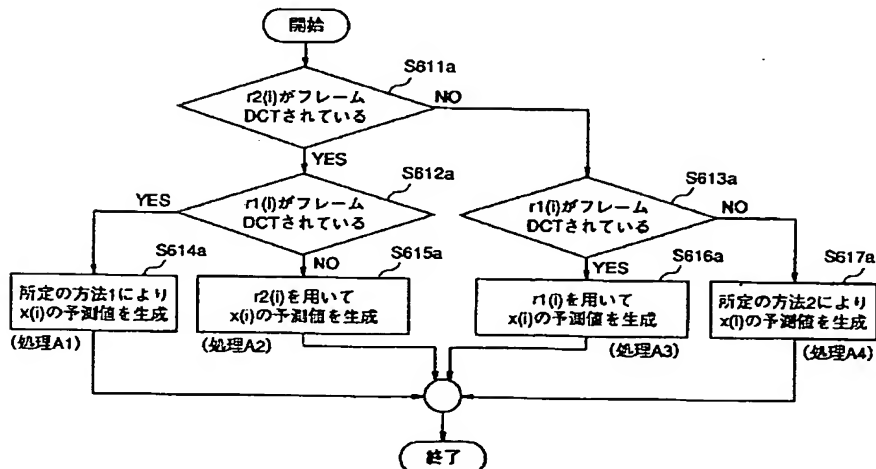 開始
S611a
r2(i)がフレーム
DCTされている
NO
YES
S612a
S613a
YES
r1(i)がフレーム
DCTされている
r1(i)がフレーム
DCTされている
NO
S614a
NO
S615a
YES
S616a
S617a
所定の方法1により
x(i)の予測値を生成
r2(i)を用いて
x(i)の予測値を生成
r1(i)を用いて
x(i)の予測値を生成
所定の方法2により
x(i)の予測値を生成
(処理A1)
(処理A2)
(処理A3)
(処理A4)
終了